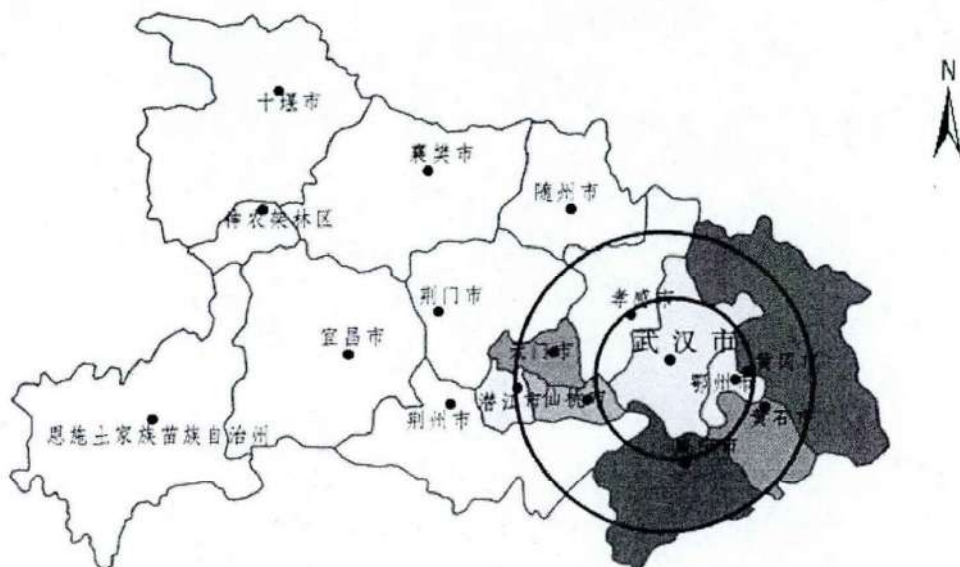 N
十堰市
襄樊市
随州市
神农架林区
荆门市
孝感市
宜昌市
武汉市
天门市
黄冈市
鄂州市
潜江市
仙桃市
荆州市
黄石市
恩施土家族苗族自治州